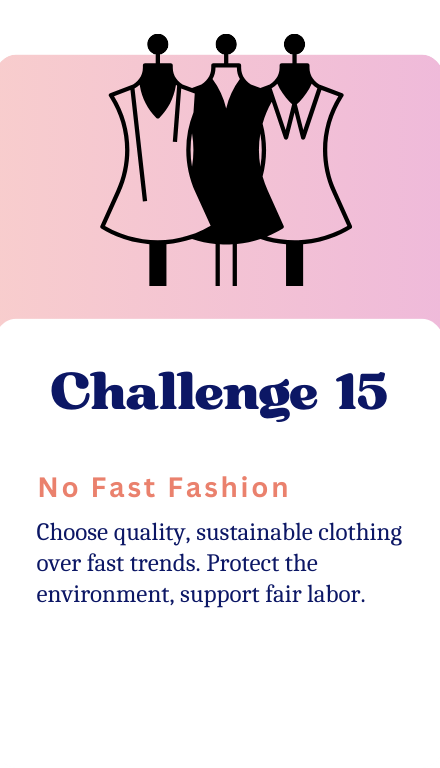 Challenge 15
No Fast Fashion
Choose quality, sustainable clothing
over fast trends. Protect the
environment, support fair labor.